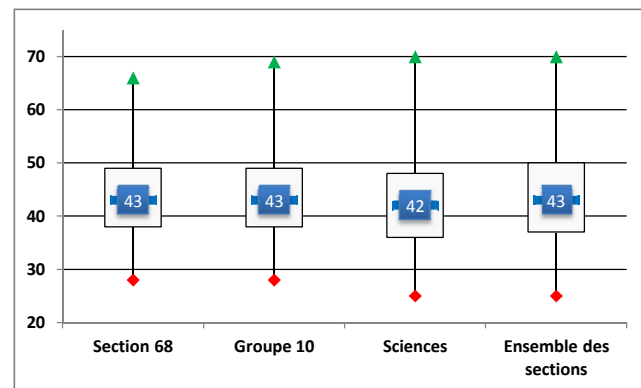 70
60
50
40
30
20
43
43
42
43
Section 68
Groupe 10
Sciences
Ensemble des
sections